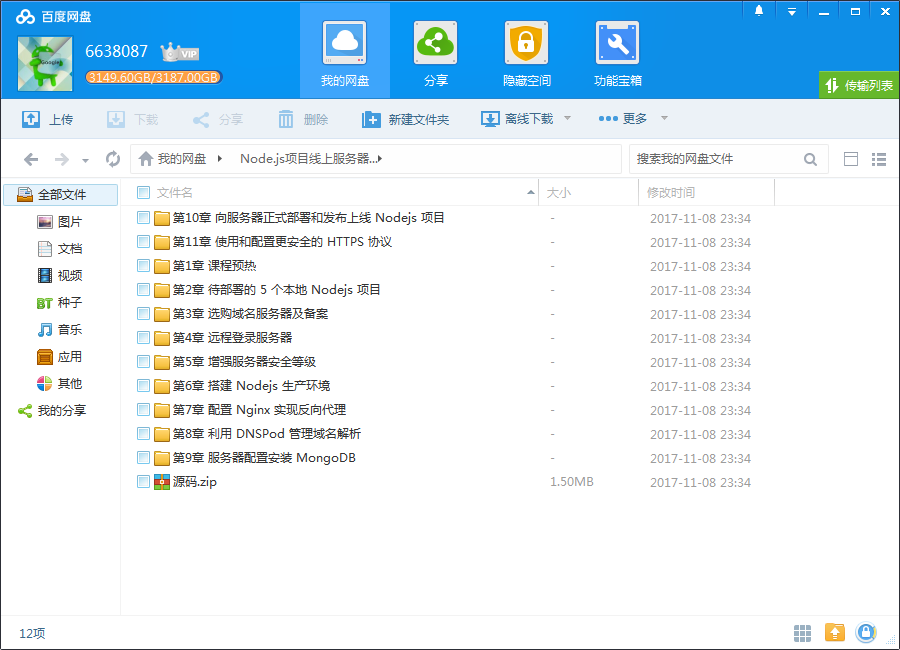 百度网盘
6638087 VIP
3149.60GB/3187.00GB
我的网盘 分享 隐藏空间 功能宝箱
传输列表
上传 下载 分享 删除 新建文件夹 离线下载 更多
我的网盘 Node.js项目线上服务器... 搜索我的网盘文件
全部文件
图片
文档
视频
BT 种子
音乐
应用
其他
我的分享
文件名 大小 修改时间
第10章 向服务器正式部署和发布上线 Nodejs 项目 - 2017-11-08 23:34
第11章 使用和配置更安全的 HTTPS 协议 - 2017-11-08 23:34
第1章 课程预热 - 2017-11-08 23:34
第2章 待部署的 5 个本地 Nodejs 项目 - 2017-11-08 23:34
第3章 选购域名服务器及备案 - 2017-11-08 23:34
第4章 远程登录服务器 - 2017-11-08 23:34
第5章 增强服务器安全等级 - 2017-11-08 23:34
第6章 搭建 Nodejs 生产环境 - 2017-11-08 23:34
第7章 配置 Nginx 实现反向代理 - 2017-11-08 23:34
第8章 利用 DNSPod 管理域名解析 - 2017-11-08 23:34
第9章 服务器配置安装 MongoDB - 2017-11-08 23:34
源码.zip 1.50MB 2017-11-08 23:34
12项